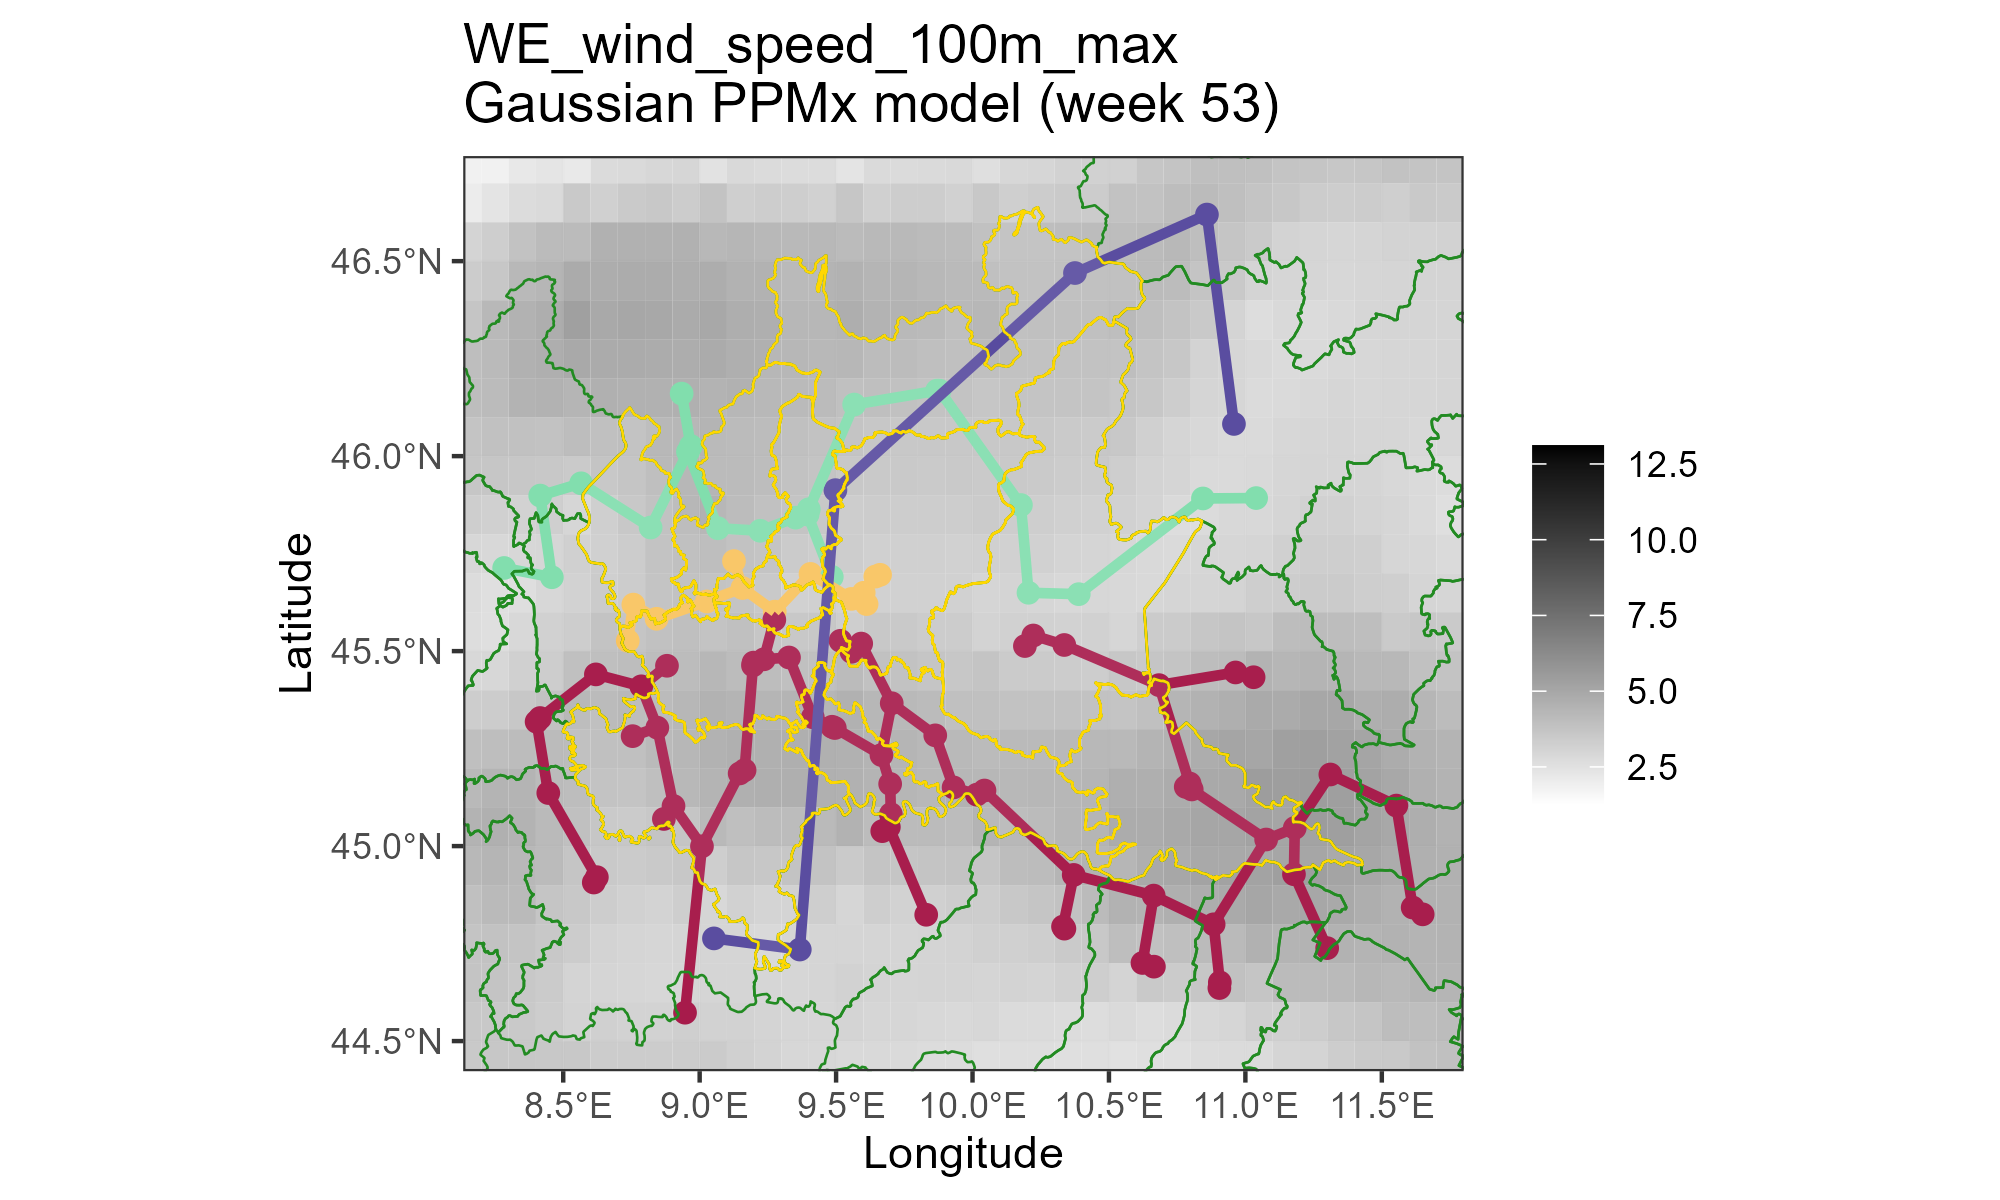 WE_wind_speed_100m_max
Gaussian PPMx model (week 53)
46.5°N
46.0°N
45.5°N
45.0°N
44.5°N
Latitude
8.5°E 9.0°E 9.5°E 10.0°E 10.5°E 11.0°E 11.5°E
Longitude
12.5
10.0
7.5
5.0
2.5